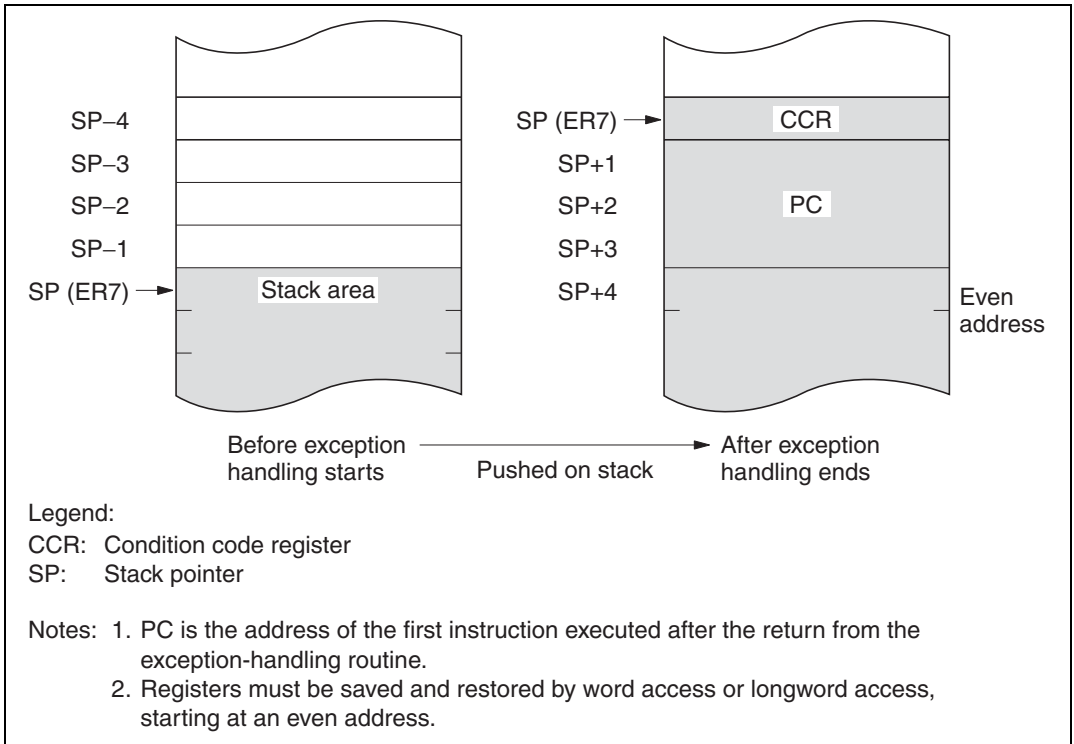 SP–4
SP–3
SP–2
SP–1
SP (ER7)
Stack area
SP (ER7)
SP+1
SP+2
SP+3
SP+4
CCR
PC
Even
address
Before exception
handling starts
Pushed on stack
After exception
handling ends
Legend:
CCR: Condition code register
SP: Stack pointer
Notes: 1. PC is the address of the first instruction executed after the return from the
exception-handling routine.
2. Registers must be saved and restored by word access or longword access,
starting at an even address.